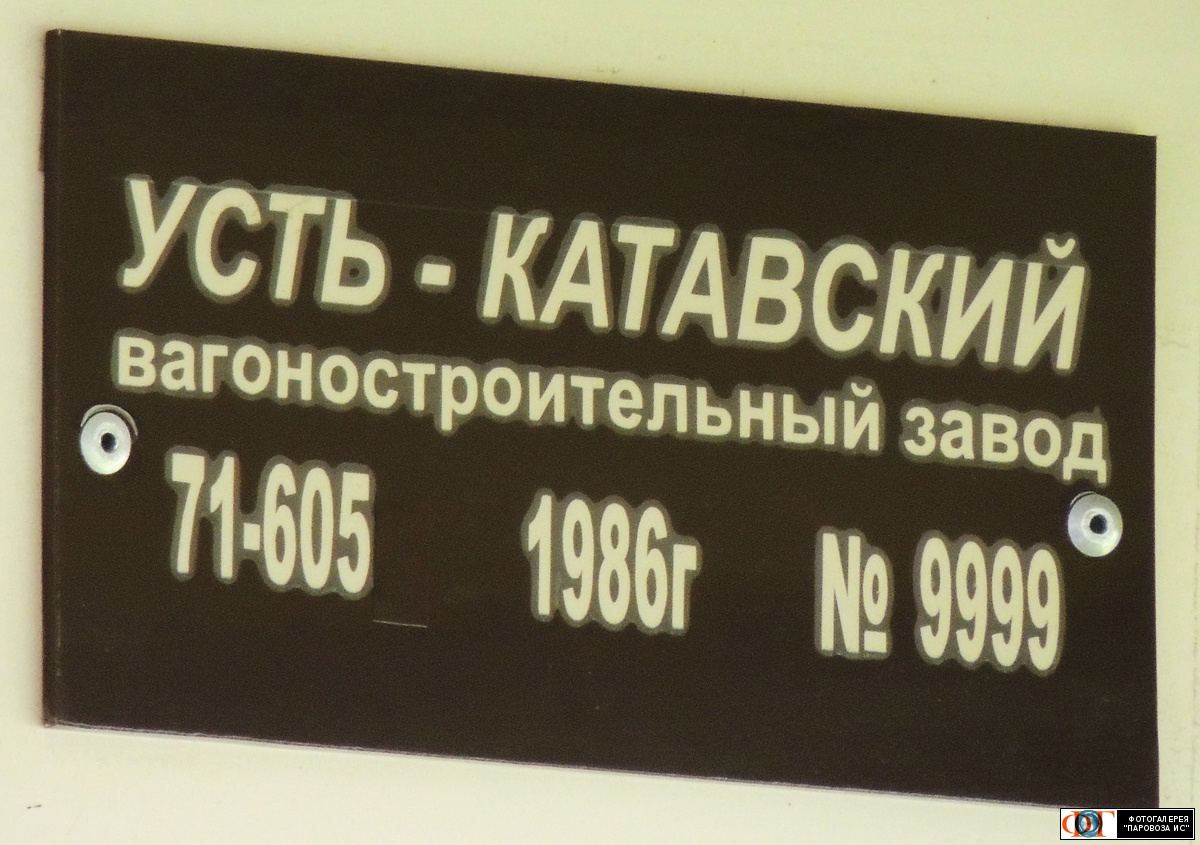 УСТЬ - КАТАВСКИЙ
вагоностроительный завод
71-605 1986г № 9999
ФОТОГАЛЕРЕЯ
"ПАРОВОЗА ИС"